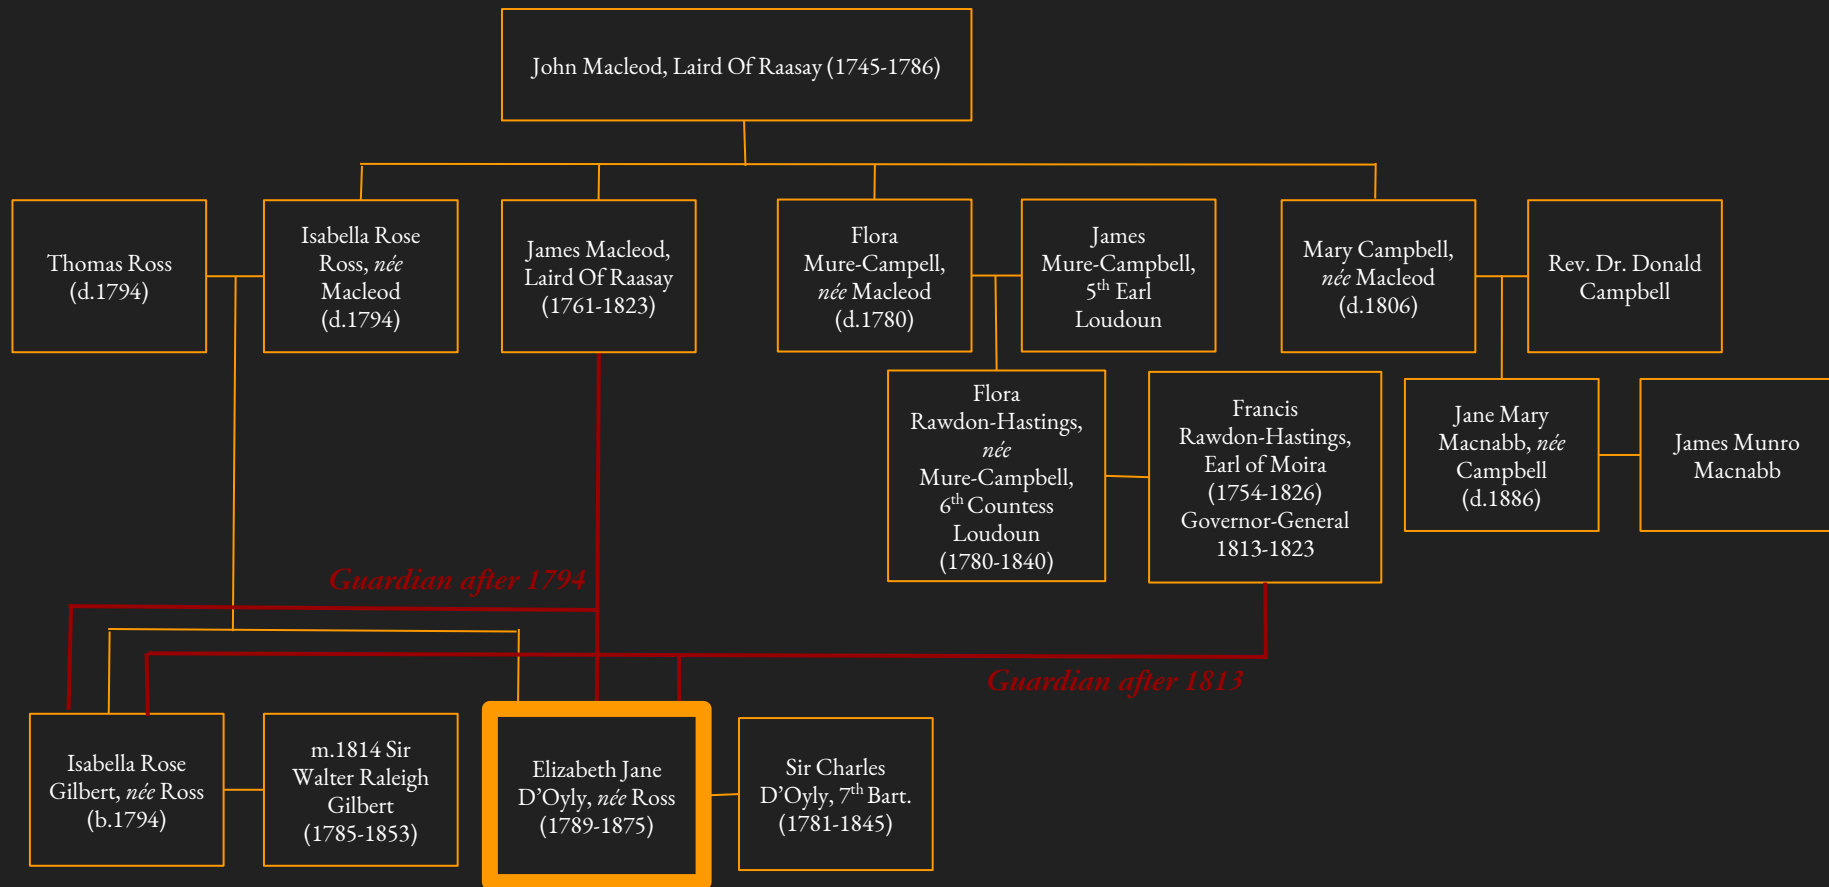 John Macleod, Laird Of Raasay (1745-1786)
Thomas Ross
(d.1794)
Isabella Rose
Ross, née
Macleod
(d.1794)
James Macleod,
Laird Of Raasay
(1761-1823)
Flora
Mure-Campell,
née Macleod
(d.1780)
James
Mure-Campbell,
5th Earl
Loudoun
Mary Campbell,
née Macleod
(d.1806)
Rev. Dr. Donald
Campbell
Flora
Rawdon-Hastings,
née
Mure-Campbell,
6th Countess
Loudoun
(1780-1840)
Francis
Rawdon-Hastings,
Earl of Moira
(1754-1826)
Governor-General
1813-1823
Jane Mary
Macnabb, née
Campbell
(d.1886)
James Munro
Macnabb
Guardian after 1794
Guardian after 1813
Isabella Rose
Gilbert, née Ross
(b.1794)
m.1814 Sir
Walter Raleigh
Gilbert
(1785-1853)
Elizabeth Jane
D’Oyly, née Ross
(1789-1875)
Sir Charles
D’Oyly, 7th Bart.
(1781-1845)